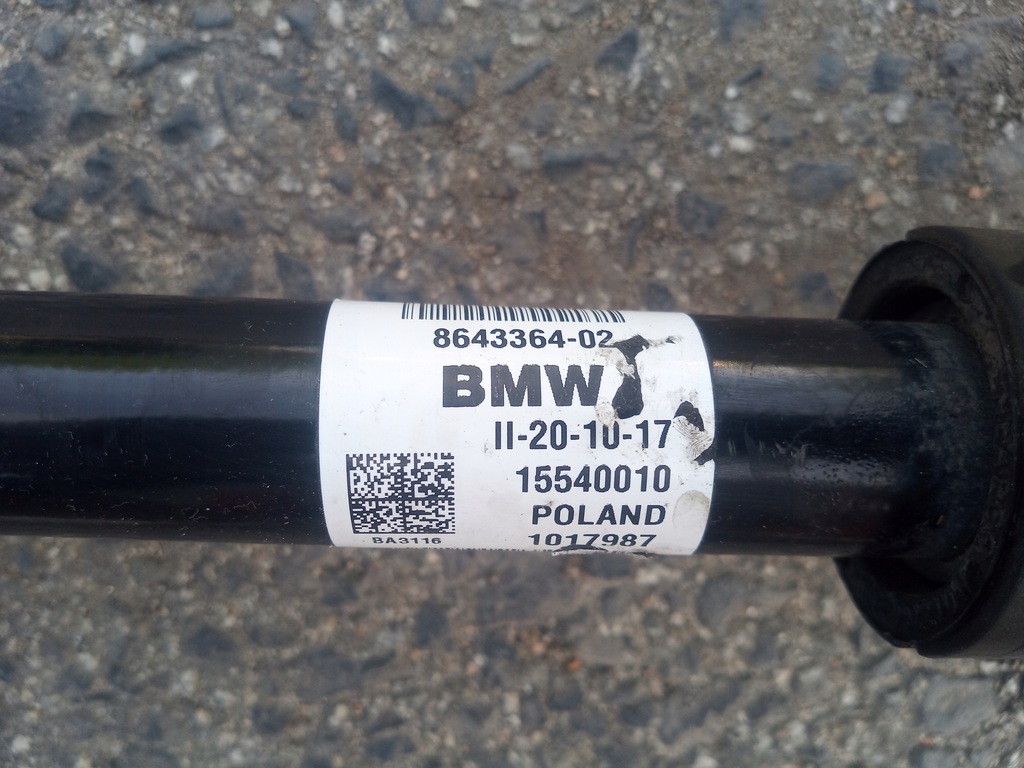 8643364-02
BMW
II-20-10-17
15540010
POLAND
BA3116
1017987